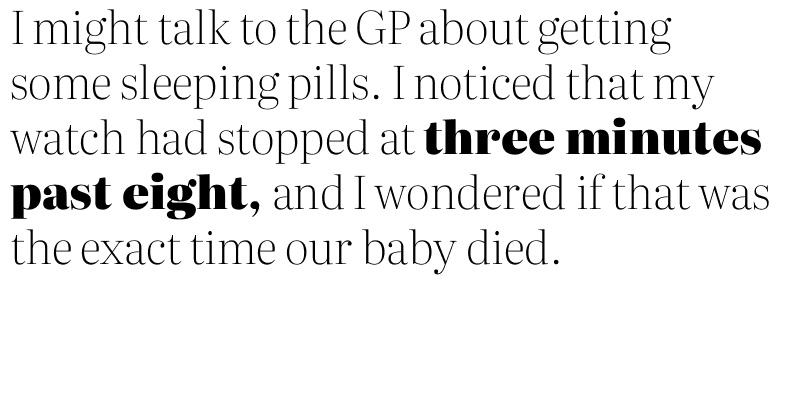 I might talk to the GP about getting
some sleeping pills. I noticed that my
watch had stopped at three minutes
past eight, and I wondered if that was
the exact time our baby died.